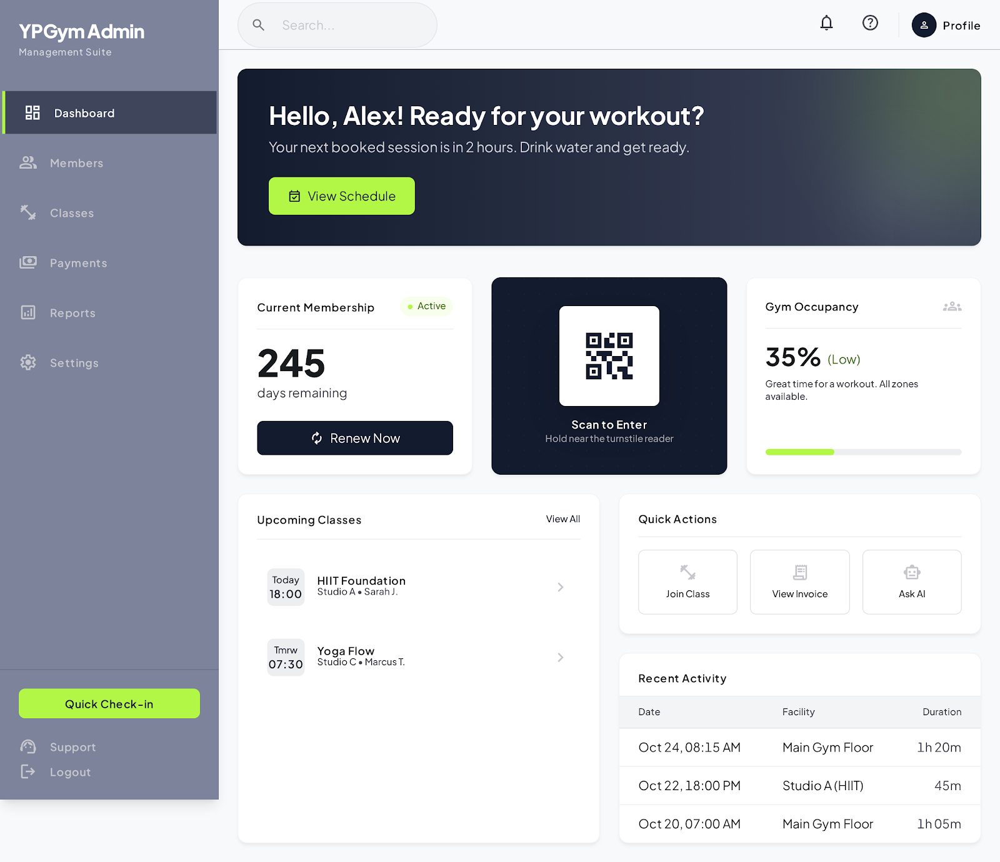 YPGym Admin
Management Suite
Dashboard
Members
Classes
Payments
Reports
Settings
Quick Check-in
Support
Logout
Search...
Profile
Hello, Alex! Ready for your workout?
Your next booked session is in 2 hours. Drink water and get ready.
View Schedule
Current Membership
Active
245
days remaining
Renew Now
Scan to Enter
Hold near the turnstile reader
Gym Occupancy
35% (Low)
Great time for a workout. All zones
available.
Upcoming Classes
View All
Today
18:00
HIIT Foundation
Studio A • Sarah J.
Tmrw
07:30
Yoga Flow
Studio C • Marcus T.
Quick Actions
Join Class
View Invoice
Ask AI
Recent Activity
Date Facility Duration
Oct 24, 08:15 AM Main Gym Floor 1h 20m
Oct 22, 18:00 PM Studio A (HIIT) 45m
Oct 20, 07:00 AM Main Gym Floor 1h 05m